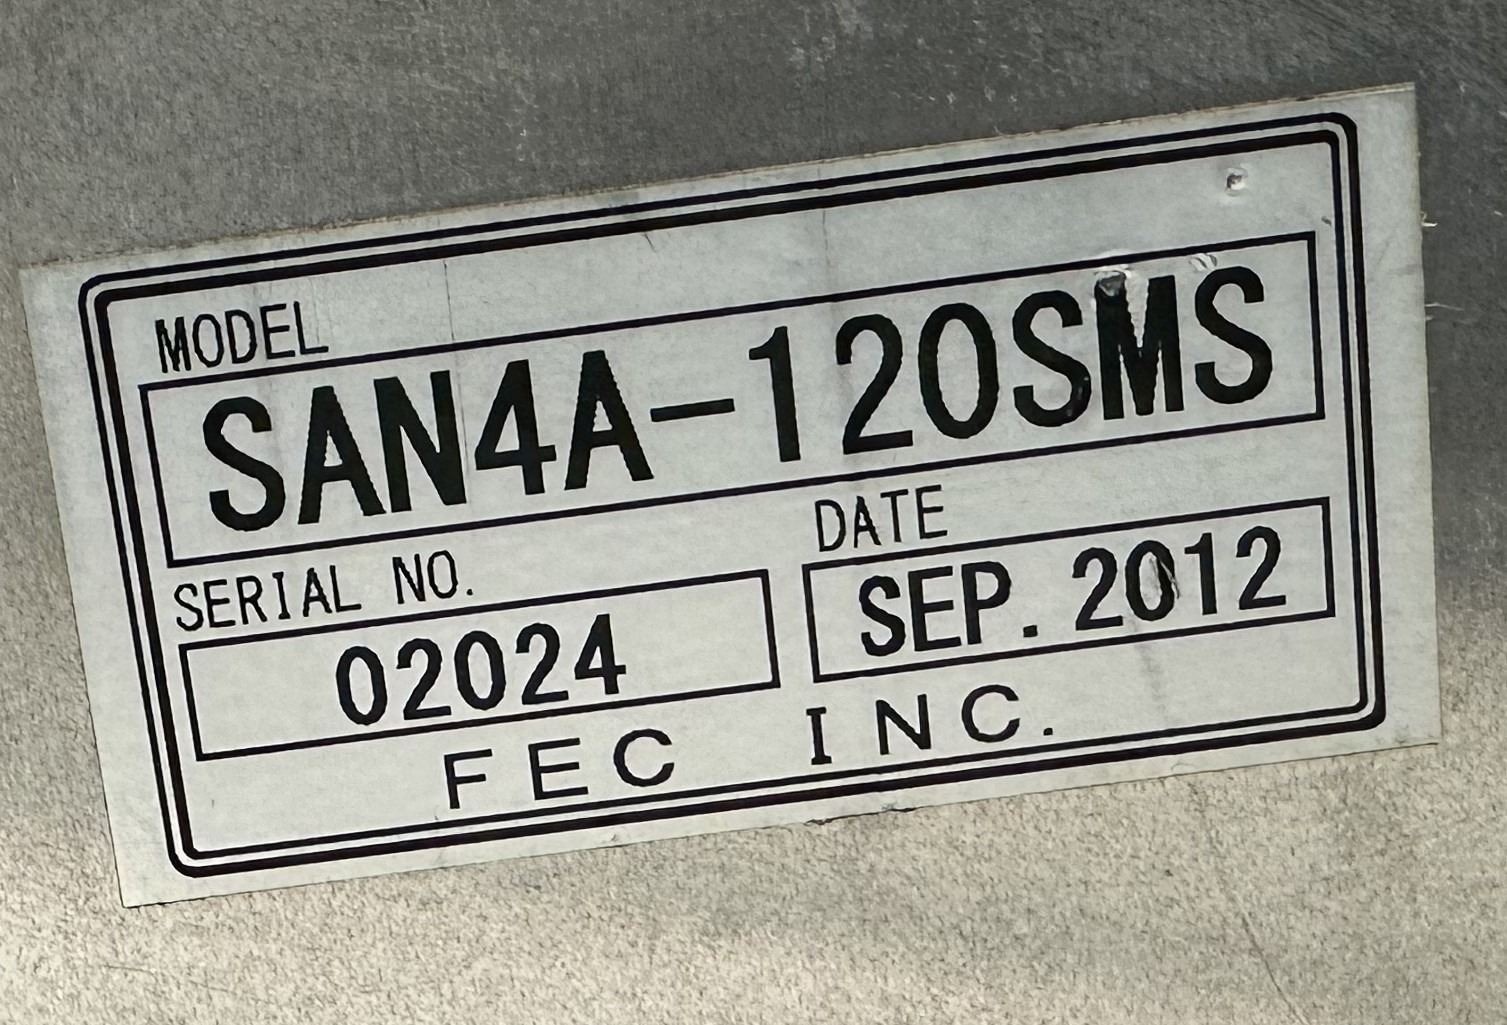 MODEL
SAN4A-120SMS
SERIAL NO.
02024
DATE
SEP. 2012
FEC INC.